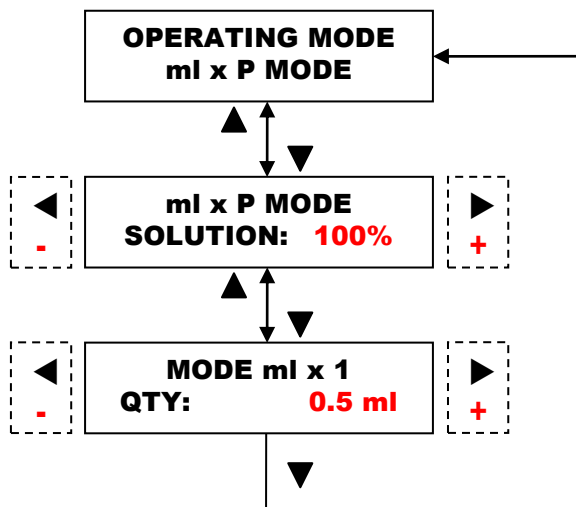 OPERATING MODE
ml x P MODE
ml x P MODE
SOLUTION: 100%
-
+
MODE ml x 1
QTY: 0.5 ml
-
+